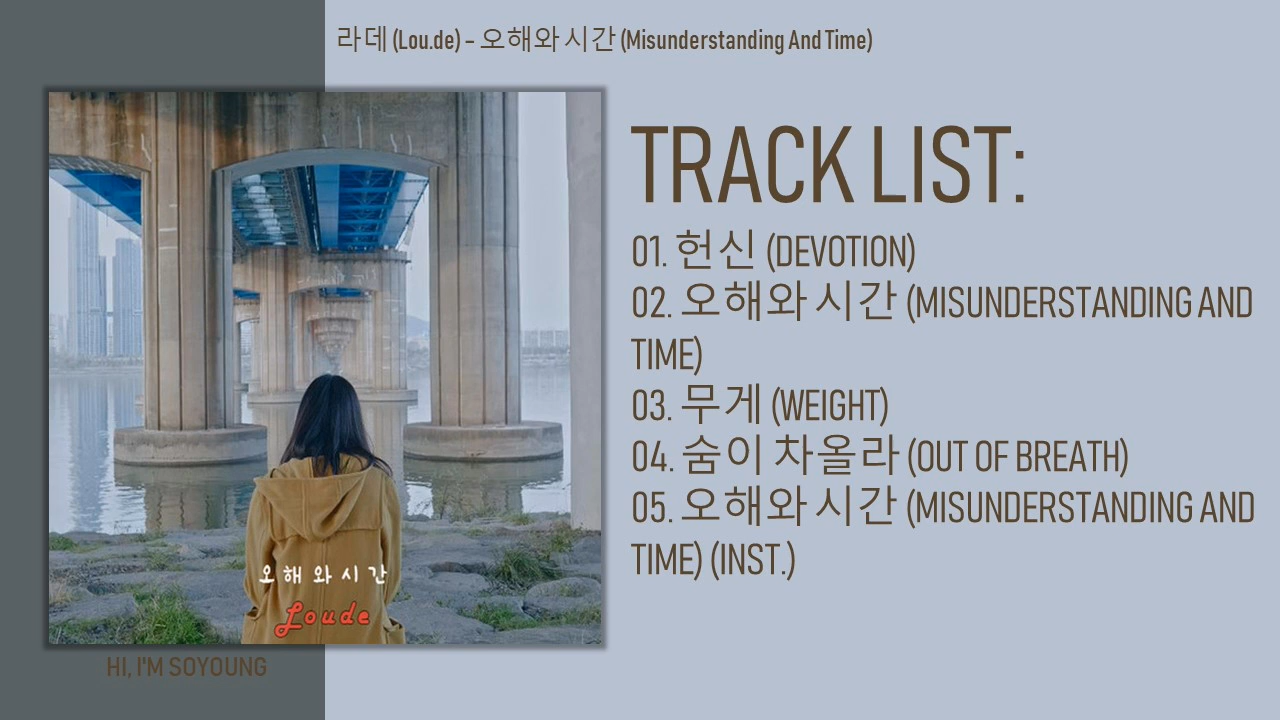 라데 (Lou.de) – 오해와 시간 (Misunderstanding And Time)
TRACK LIST:
01. 헌신 (DEVOTION)
02. 오해와 시간 (MISUNDERSTANDING AND
TIME)
03. 무게 (WEIGHT)
04. 숨이 차올라 (OUT OF BREATH)
05. 오해와 시간 (MISUNDERSTANDING AND
TIME) (INST.)
오해와시간
Loude
HI, I'M SOYOUNG